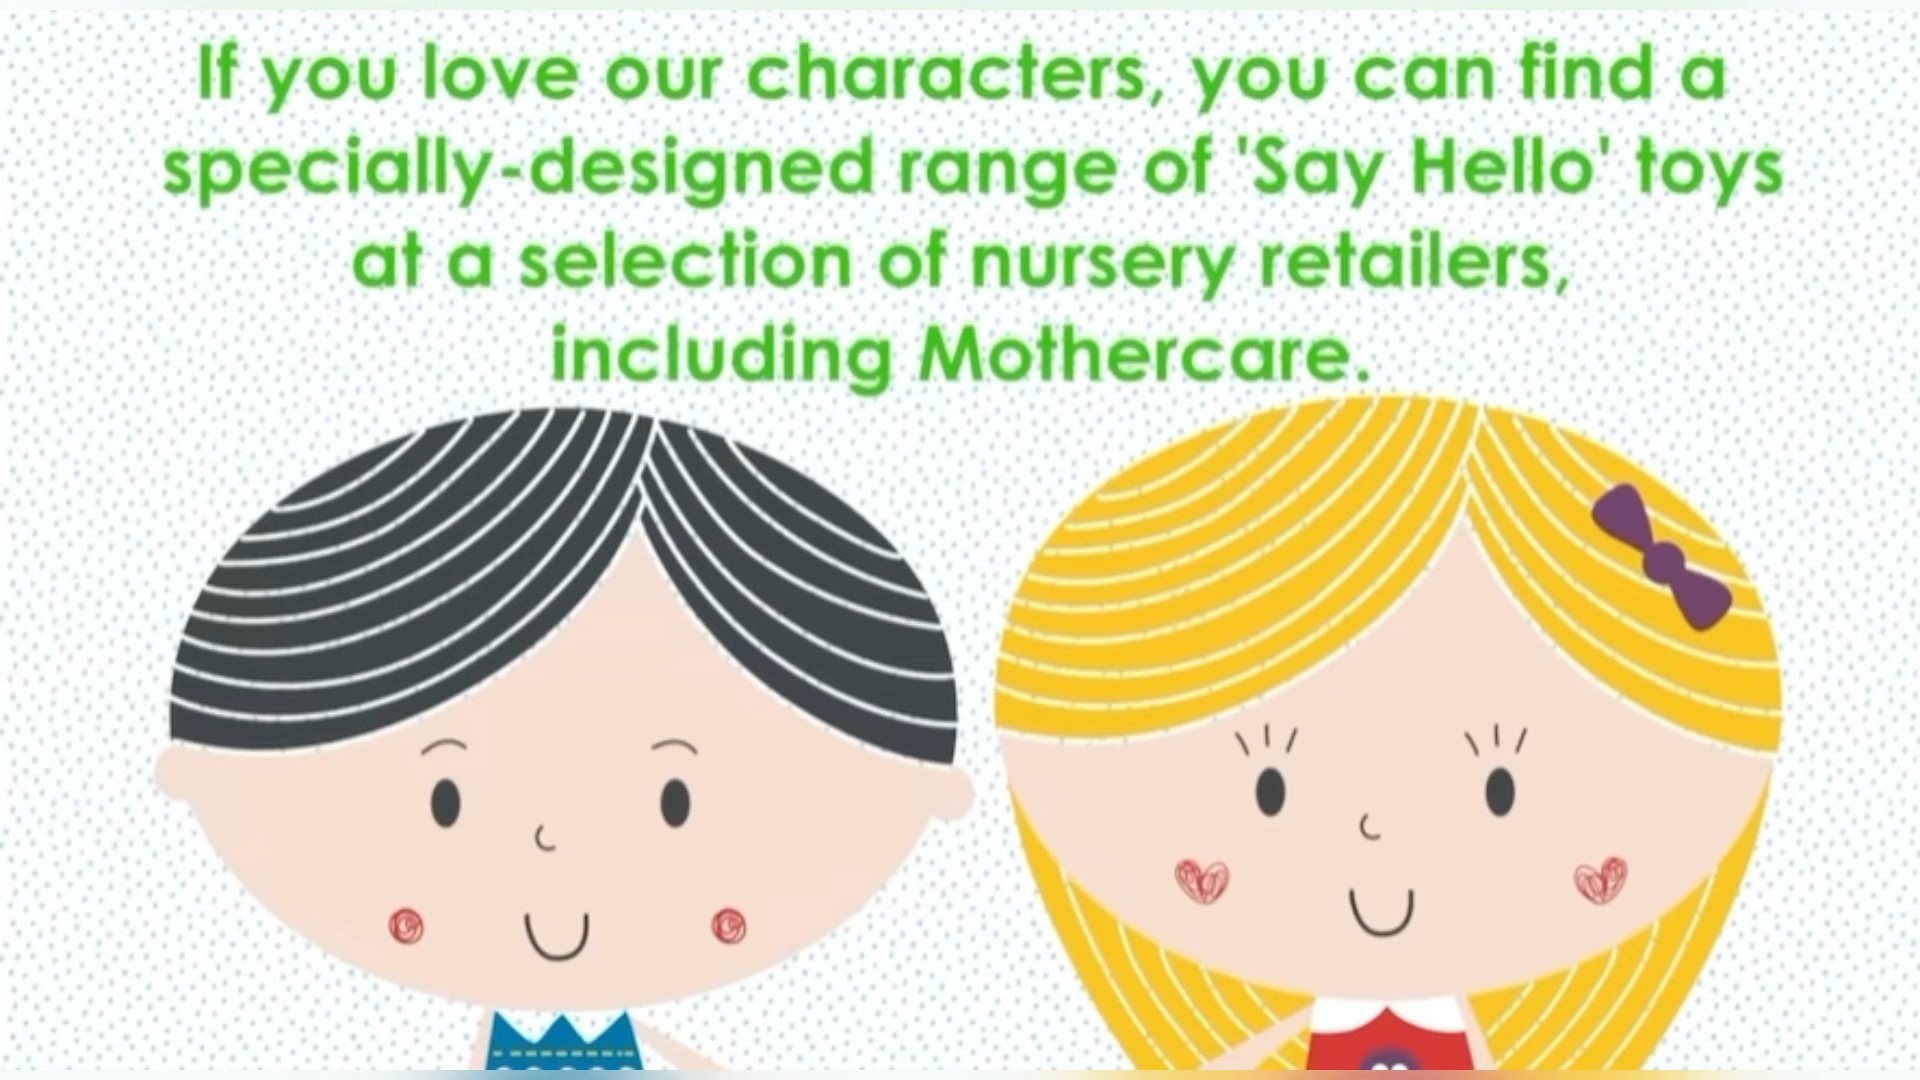 If you love our characters, you can find a
specially-designed range of 'Say Hello' toys
at a selection of nursery retailers,
including Mothercare.